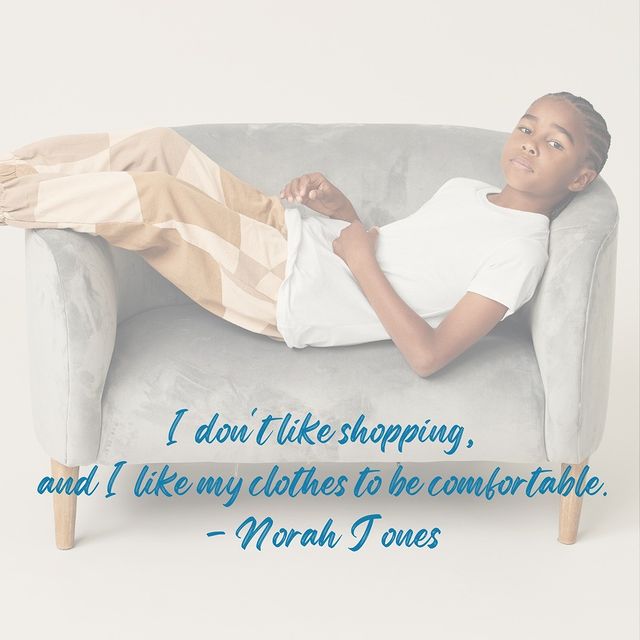 I don't like shopping,
and I like my clothes to be comfortable.
- Norah Jones